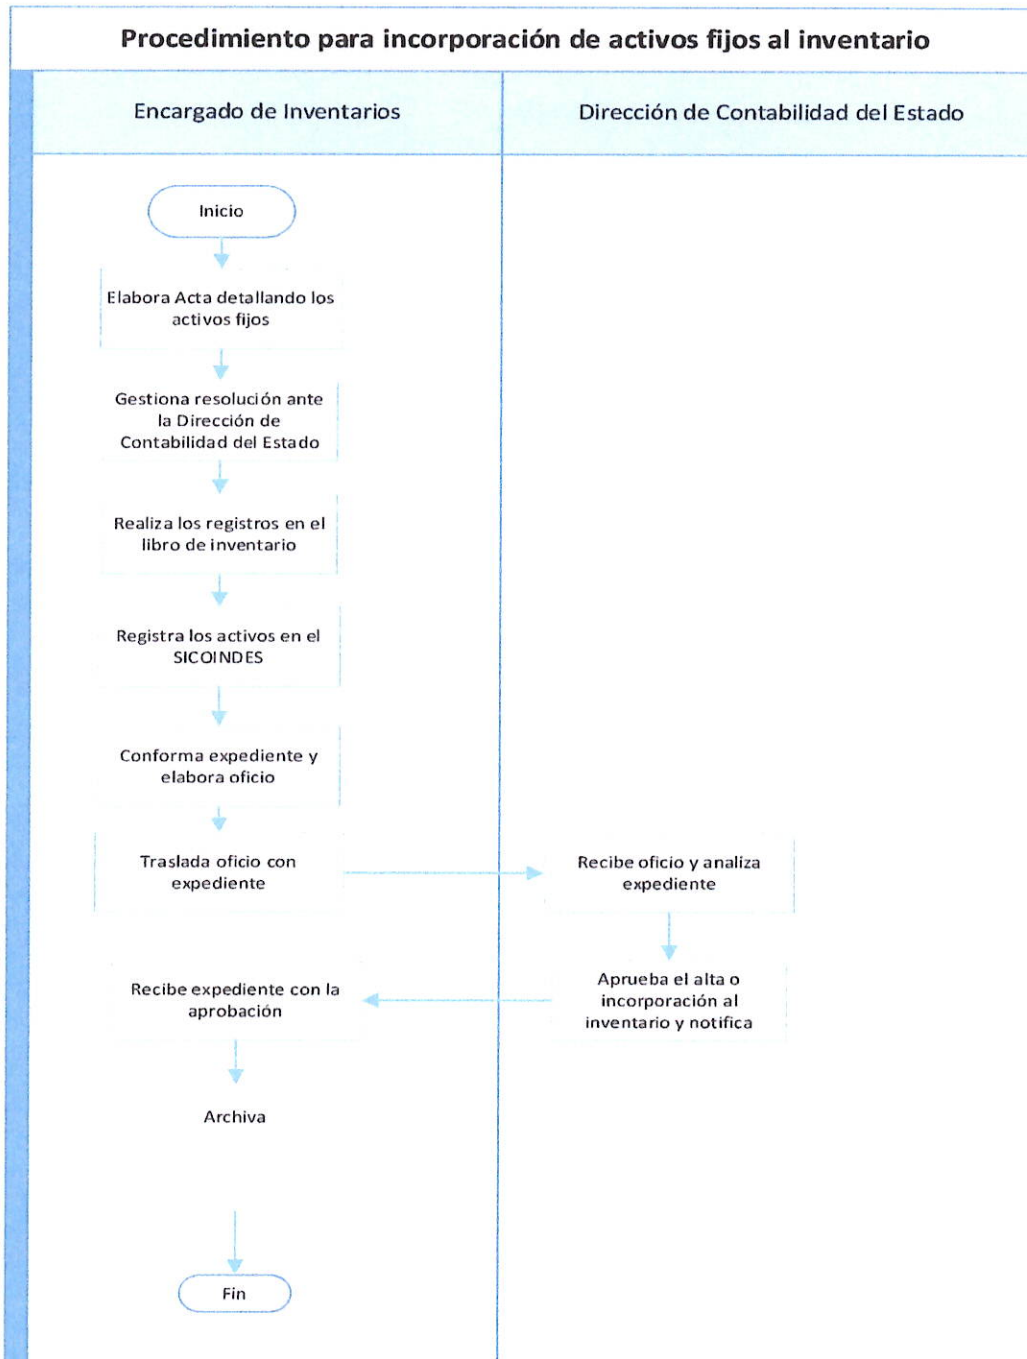 Procedimiento para incorporación de activos fijos al inventario
Encargado de Inventarios
Dirección de Contabilidad del Estado
Inicio
Elabora Acta detallando los
activos fijos
Gestiona resolución ante
la Dirección de
Contabilidad del Estado
Realiza los registros en el
libro de inventario
Registra los activos en el
SICOINDES
Conforma expediente y
elabora oficio
Traslada oficio con
expediente
Recibe oficio y analiza
expediente
Aprueba el alta o
incorporación al
inventario y notifica
Recibe expediente con la
aprobación
Archiva
Fin